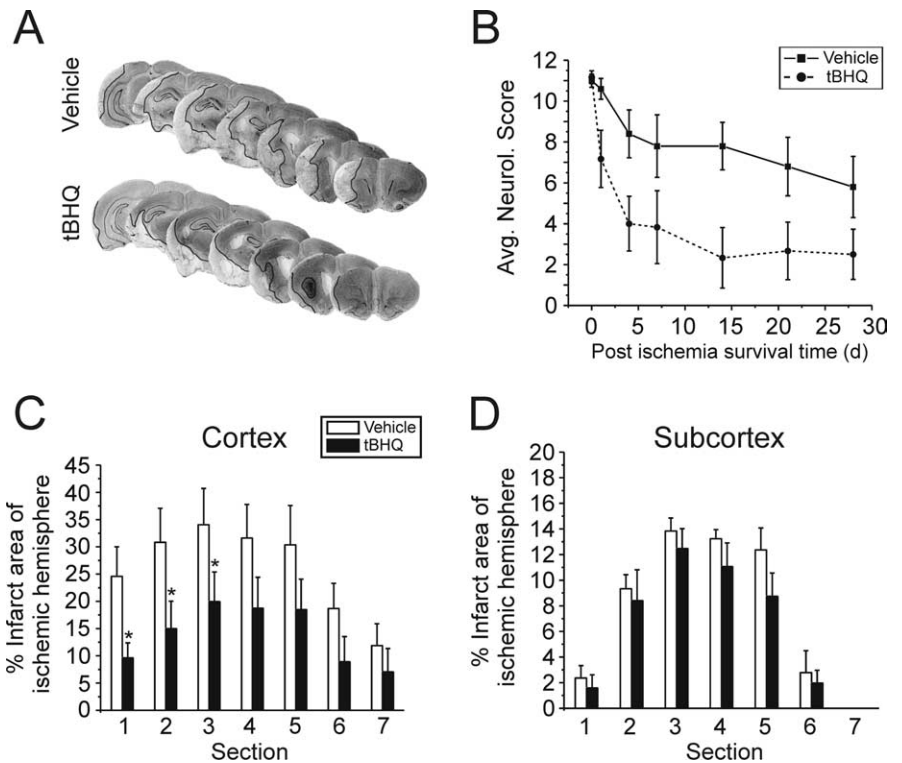 A
Vehicle
tBHQ
B
Avg. Neurol. Score
12
10
8
6
4
2
0
0 5 10 15 20 25 30
Post ischemia survival time (d)
Vehicle
tBHQ
C
Cortex
Vehicle
tBHQ
% Infarct area of
ischemic hemisphere
45
40
35
30
25
20
15
10
5
0
* * *
1 2 3 4 5 6 7
Section
D
Subcortex
% Infarct area of
ischemic hemisphere
20
18
16
14
12
10
8
6
4
2
0
1 2 3 4 5 6 7
Section